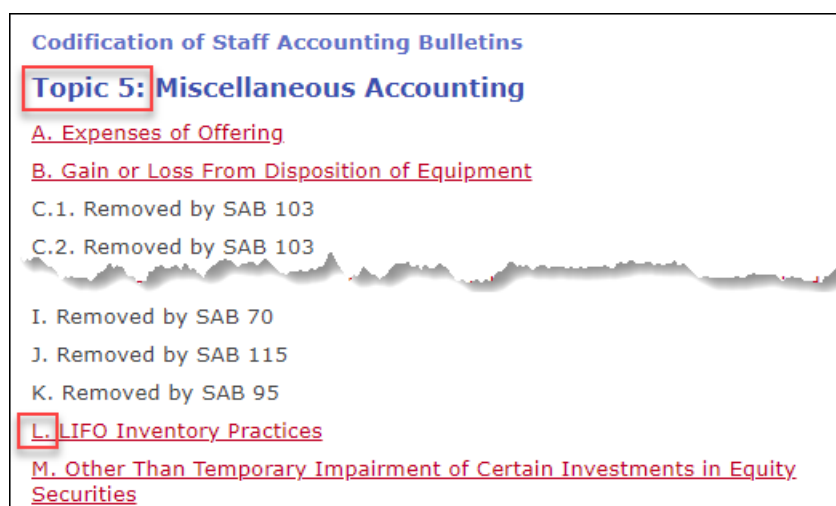 Codification of Staff Accounting Bulletins
Topic 5: Miscellaneous Accounting
A. Expenses of Offering
B. Gain or Loss From Disposition of Equipment
C.1. Removed by SAB 103
C.2. Removed by SAB 103
I. Removed by SAB 70
J. Removed by SAB 115
K. Removed by SAB 95
L. LIFO Inventory Practices
M. Other Than Temporary Impairment of Certain Investments in Equity
Securities